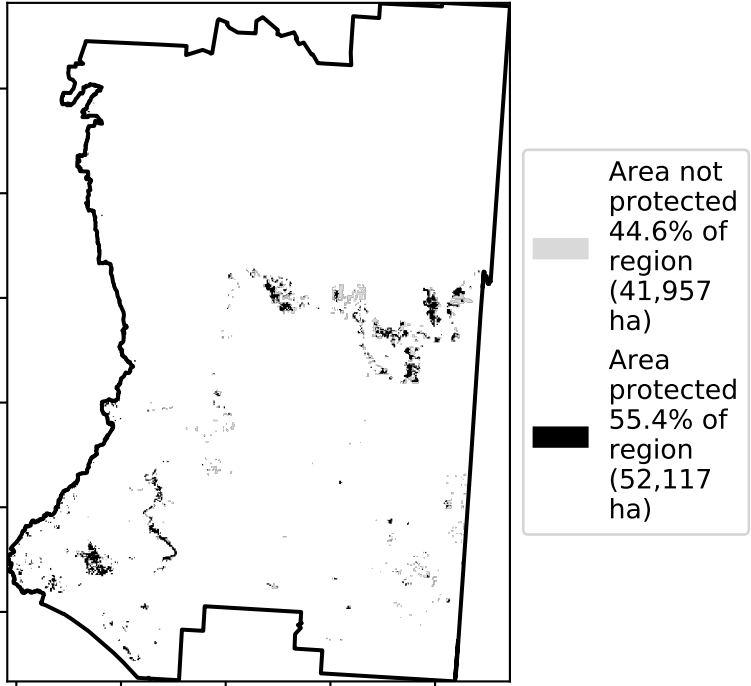 Area not
protected
44.6% of
region
(41,957
ha)
Area
protected
55.4% of
region
(52,117
ha)